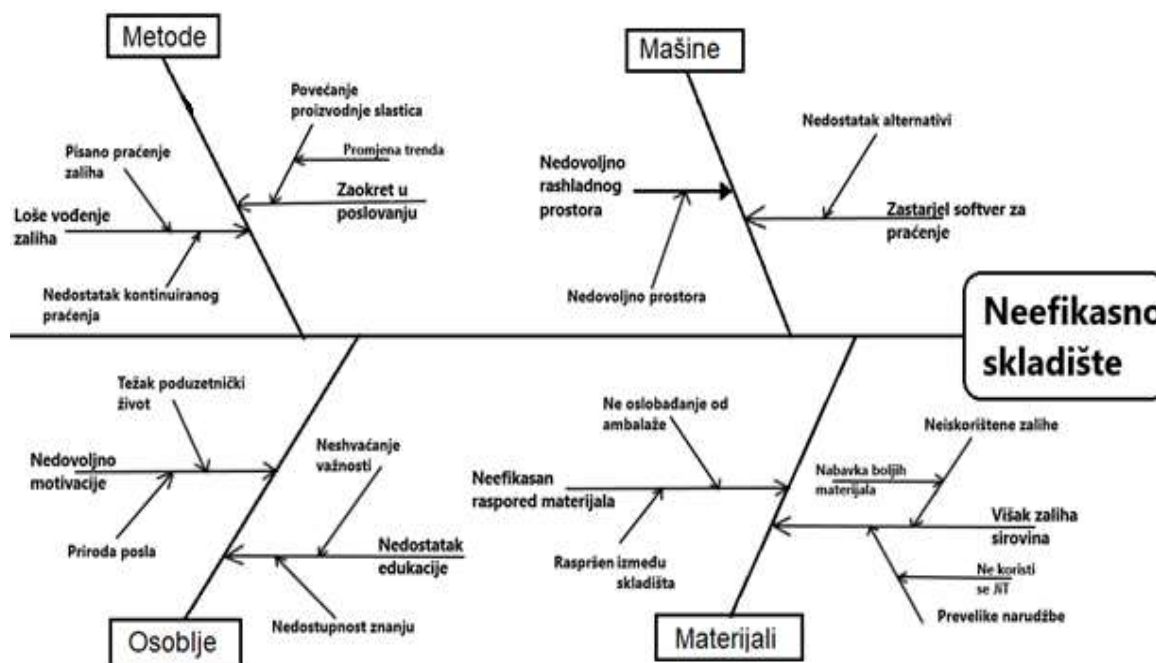 Metode
Mašine
Povećanje
proizvodnje slastica
Promjena trenda
Pisano praćenje
zaliha
Zaokret u
poslovanju
Loše vođenje
zaliha
Nedostatak kontinuiranog
praćenja
Nedostatak alternativi
Nedovoljno
rashladnog
prostora
Zastarjel softver za
praćenje
Nedovoljno prostora
Neefikasno
skladište
Težak poduzetnički
život
Neshvaćanje
važnosti
Nedovoljno
motivacije
Priroda posla
Nedostatak
edukacije
Nedostupnost znanju
Osoblje
Ne oslobađanje od
ambalaže
Neiskorištene zalihe
Nabavka boljih
materijala
Neefikasan
raspored materijala
Višak zaliha
sirovina
Raspršen između
skladišta
Ne koristi
se JiT
Prevelike narudžbe
Materijali